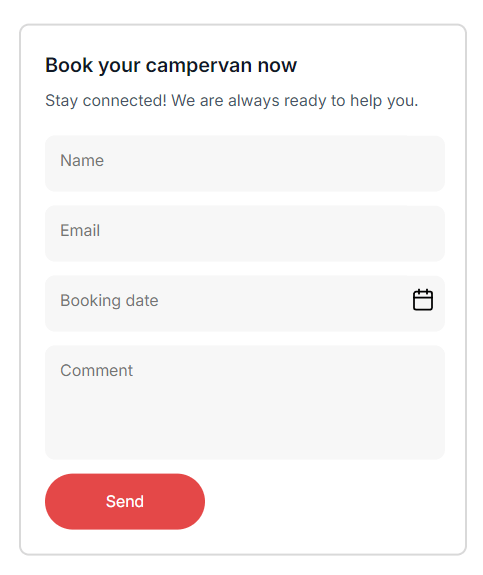 Book your campervan now
Stay connected! We are always ready to help you.
Name
Email
Booking date
Comment
Send